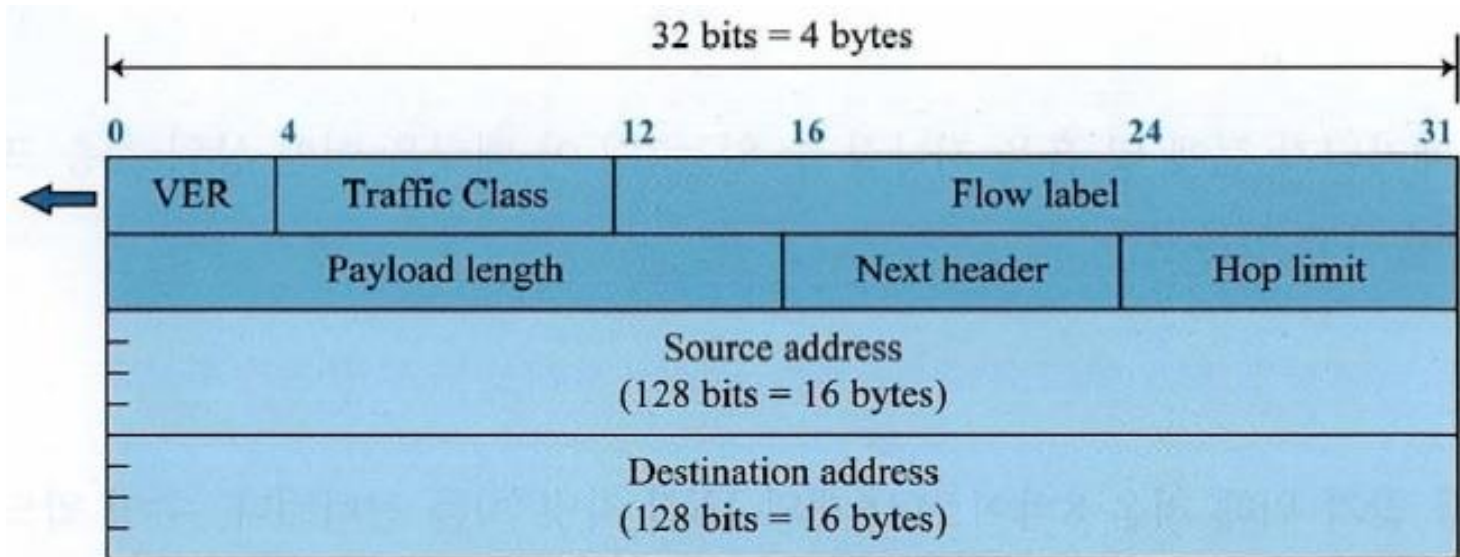 32 bits = 4 bytes
0 4 12 16 24 31
VER Traffic Class Flow label
Payload length Next header Hop limit
Source address
(128 bits = 16 bytes)
Destination address
(128 bits = 16 bytes)